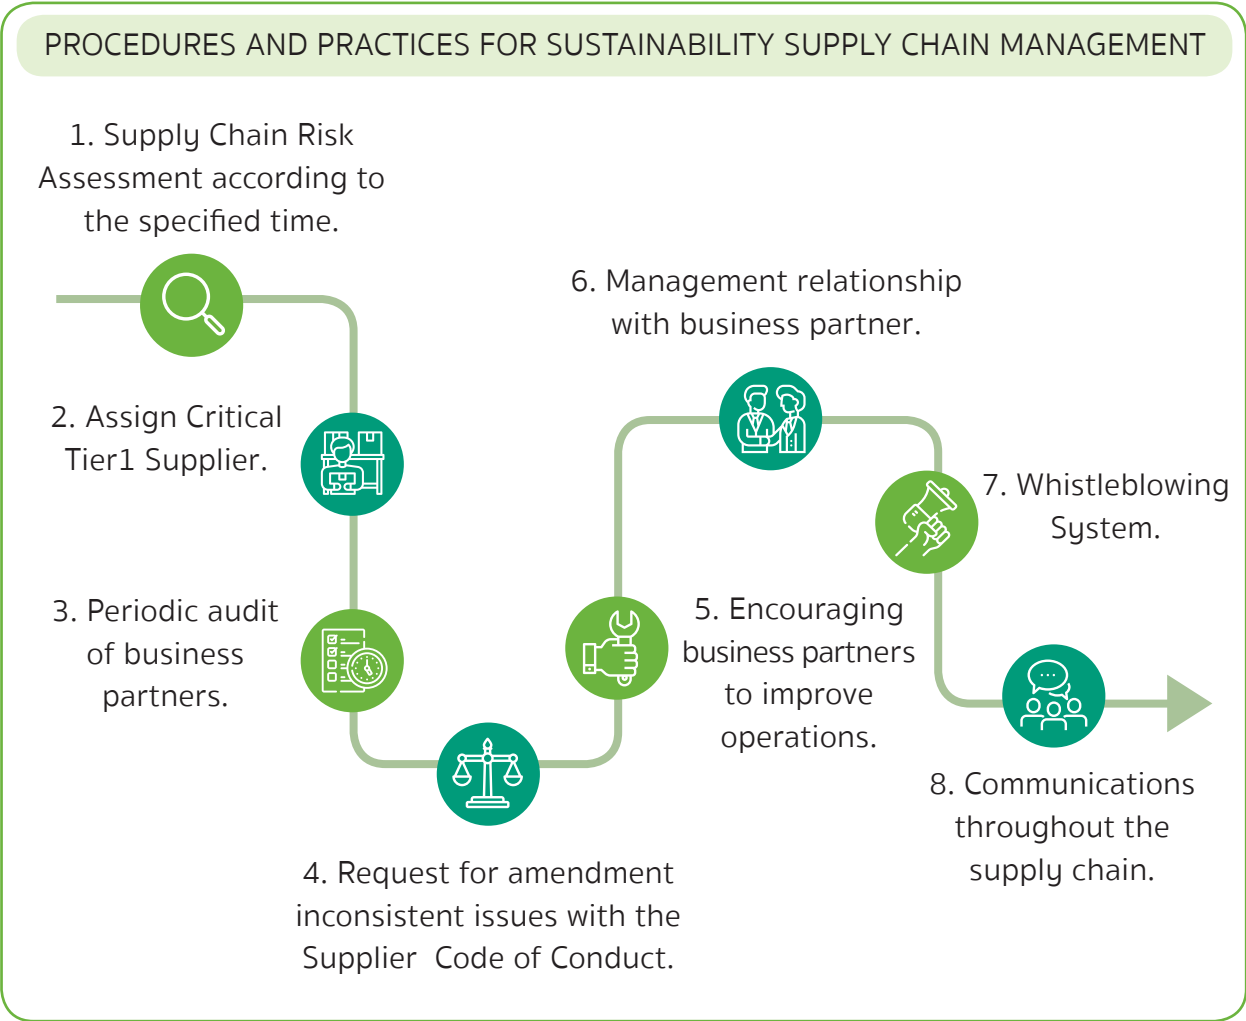 PROCEDURES AND PRACTICES FOR SUSTAINABILITY SUPPLY CHAIN MANAGEMENT
1. Supply Chain Risk
Assessment according to
the specified time.
2. Assign Critical
Tier1 Supplier.
3. Periodic audit
of business
partners.
4. Request for amendment
inconsistent issues with the
Supplier  Code of Conduct.
5. Encouraging
business partners
to improve
operations.
6. Management relationship
with business partner.
7. Whistleblowing
System.
8. Communications
throughout the
supply chain.